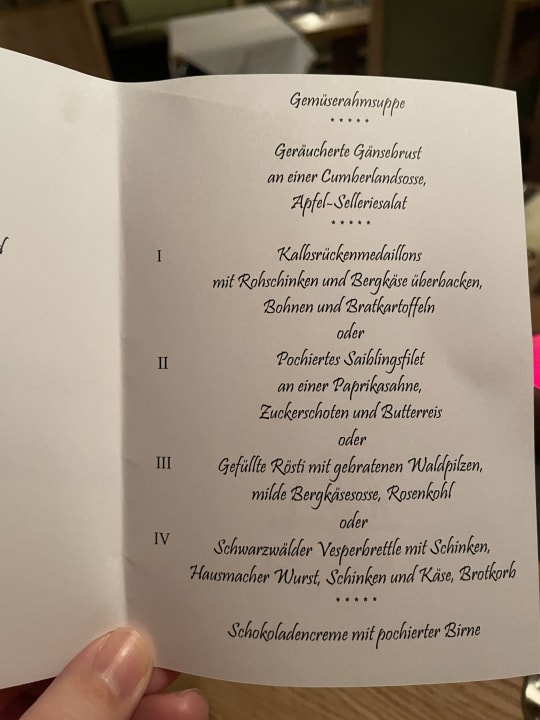 Gemüserahmsuppe
*****
Geräucherte Gänsebrust
an einer Cumberlandsosse,
Apfel-Selleriesalat
*****
I Kalbsrückenmedaillons
mit Rohschinken und Bergkäse überbacken,
Bohnen und Bratkartoffeln
oder
II Pochiertes Saiblingsfilet
an einer Paprikasahne,
Zuckerschoten und Butterreis
oder
III Gefüllte Rösti mit gebratenen Waldpilzen,
milde Bergkäsesosse, Rosenkohl
oder
IV Schwarzwälder Vesperbrettle mit Schinken,
Hausmacher Wurst, Schinken und Käse, Brotkorb
*****
Schokoladencreme mit pochierter Birne